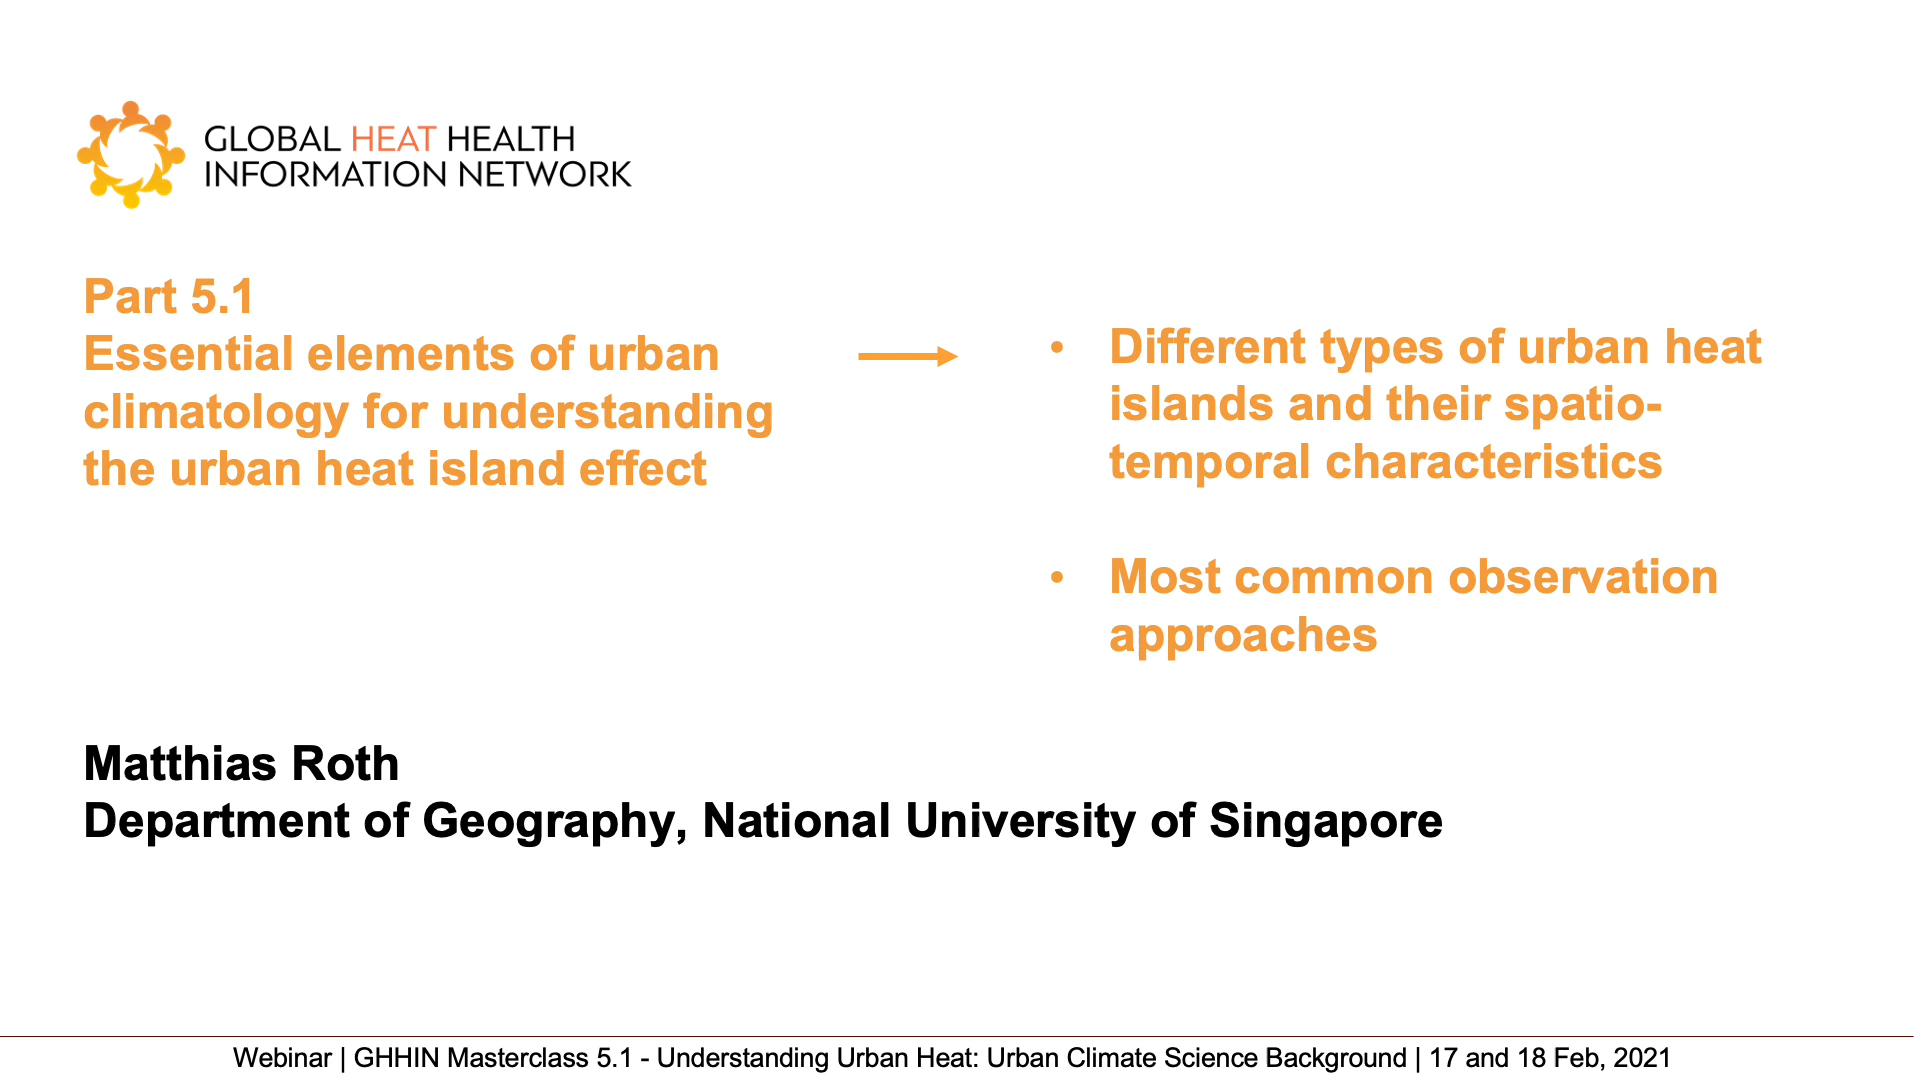 GLOBAL HEAT HEALTH
INFORMATION NETWORK
Part 5.1
Essential elements of urban
climatology for understanding
the urban heat island effect
• Different types of urban heat
islands and their spatio-
temporal characteristics
• Most common observation
approaches
Matthias Roth
Department of Geography, National University of Singapore
Webinar | GHHIN Masterclass 5.1 - Understanding Urban Heat: Urban Climate Science Background | 17 and 18 Feb, 2021